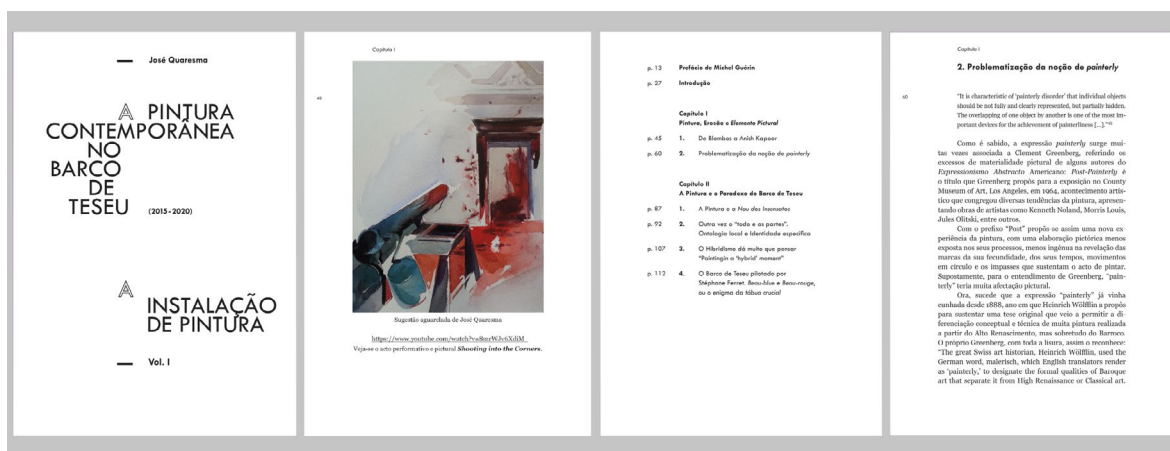 José Quaresma
A PINTURA
CONTEMPORÂNEA
NO
BARCO
DE
TESEU
(2015-2020)
A
INSTALAÇÃO
DE PINTURA
Vol. I
Capítulo I
Sugestão aguarelada de José Quaresma
Veja-se o acto performativo e pictural Shooting into the Corners.
p. 13 Prefácio de Michel Guérin
p. 27 Introdução
Capítulo I
Pintura, Erosão e Elemento Pictural
p. 45 1. De Elombos a Anish Kapoor
p. 60 2. Problematização da noção de painterly
Capítulo II
A Pintura e o Paradoxo do Barco de Teseu
p. 87 1. A Pintura e a Nau dos Insensatos
p. 92 2. Outra vez o "todo e as partes".
Ontologia local e Identidade específica
p. 107 3. O Hibridismo dá muito que pensar
"Paintingin a 'hybrid' moment"
p. 112 4. O Barco de Teseu pilotado por
Stéphane Ferret. Beau-bleu e Beau-rouge,
ou o enigma da tábua crucial
Capítulo I
2. Problematização da noção de painterly
60
"It is characteristic of 'painterly disorder' that individual objects
should be not fully and clearly represented, but partially hidden.
The overlapping of one object by another is one of the most im-
portant devices for the achievement of painterliness [...]."
Como é sabido, a expressão painterly surge mui-
tas vezes associada a Clement Greenberg, referindo os
excessos de materialidade pictural de alguns autores do
Expressionismo Abstracto Americano: Post-Painterly é
o título que Greenberg propôs para a exposição no County
Museum of Art, Los Angeles, em 1964, acontecimento artís-
tico que congregou diversas tendências da pintura, apresen-
tando obras de artistas como Kenneth Noland, Morris Louis,
Jules Olitski, entre outros.
Com o prefixo "Post" propôs-se assim uma nova ex-
periência da pintura, com uma elaboração pictórica menos
exposta nos seus processos, menos ingénua na revelação das
marcas da sua fecundidade, dos seus tempos, movimentos
em círculo e os impasses que sustentam o acto de pintar.
Supostamente, para o entendimento de Greenberg, "pain-
terly" teria muita afectação pictural.
Ora, sucede que a expressão "painterly" já vinha
cunhada desde 1888, ano em que Heinrich Wölfflin a propôs
para sustentar uma tese original que veio a permitir a di-
ferenciação conceptual e técnica de muita pintura realizada
a partir do Alto Renascimento, mas sobretudo do Barroco.
O próprio Greenberg, com toda a lisura, assim o reconhece:
"The great Swiss art historian, Heinrich Wölfflin, used the
German word, malerisch, which English translators render
as 'painterly,' to designate the formal qualities of Baroque
art that separate it from High Renaissance or Classical art.